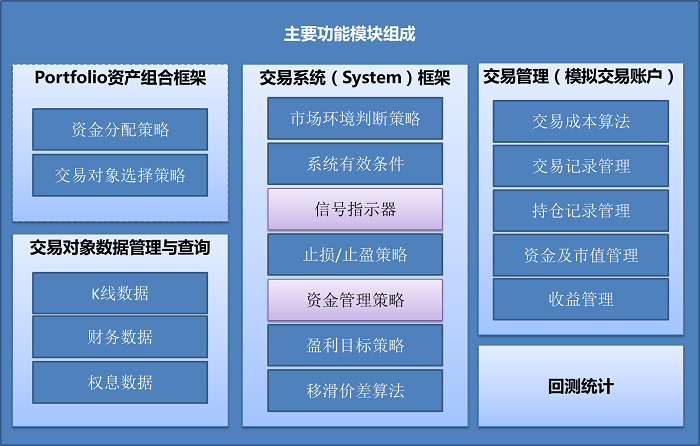 主要功能模块组成
Portfolio资产组合框架
资金分配策略
交易对象选择策略
交易对象数据管理与查询
K线数据
财务数据
权息数据
交易系统（System）框架
市场环境判断策略
系统有效条件
信号指示器
止损/止盈策略
资金管理策略
盈利目标策略
移滑价差算法
交易管理（模拟交易账户）
交易成本算法
交易记录管理
持仓记录管理
资金及市值管理
收益管理
回测统计